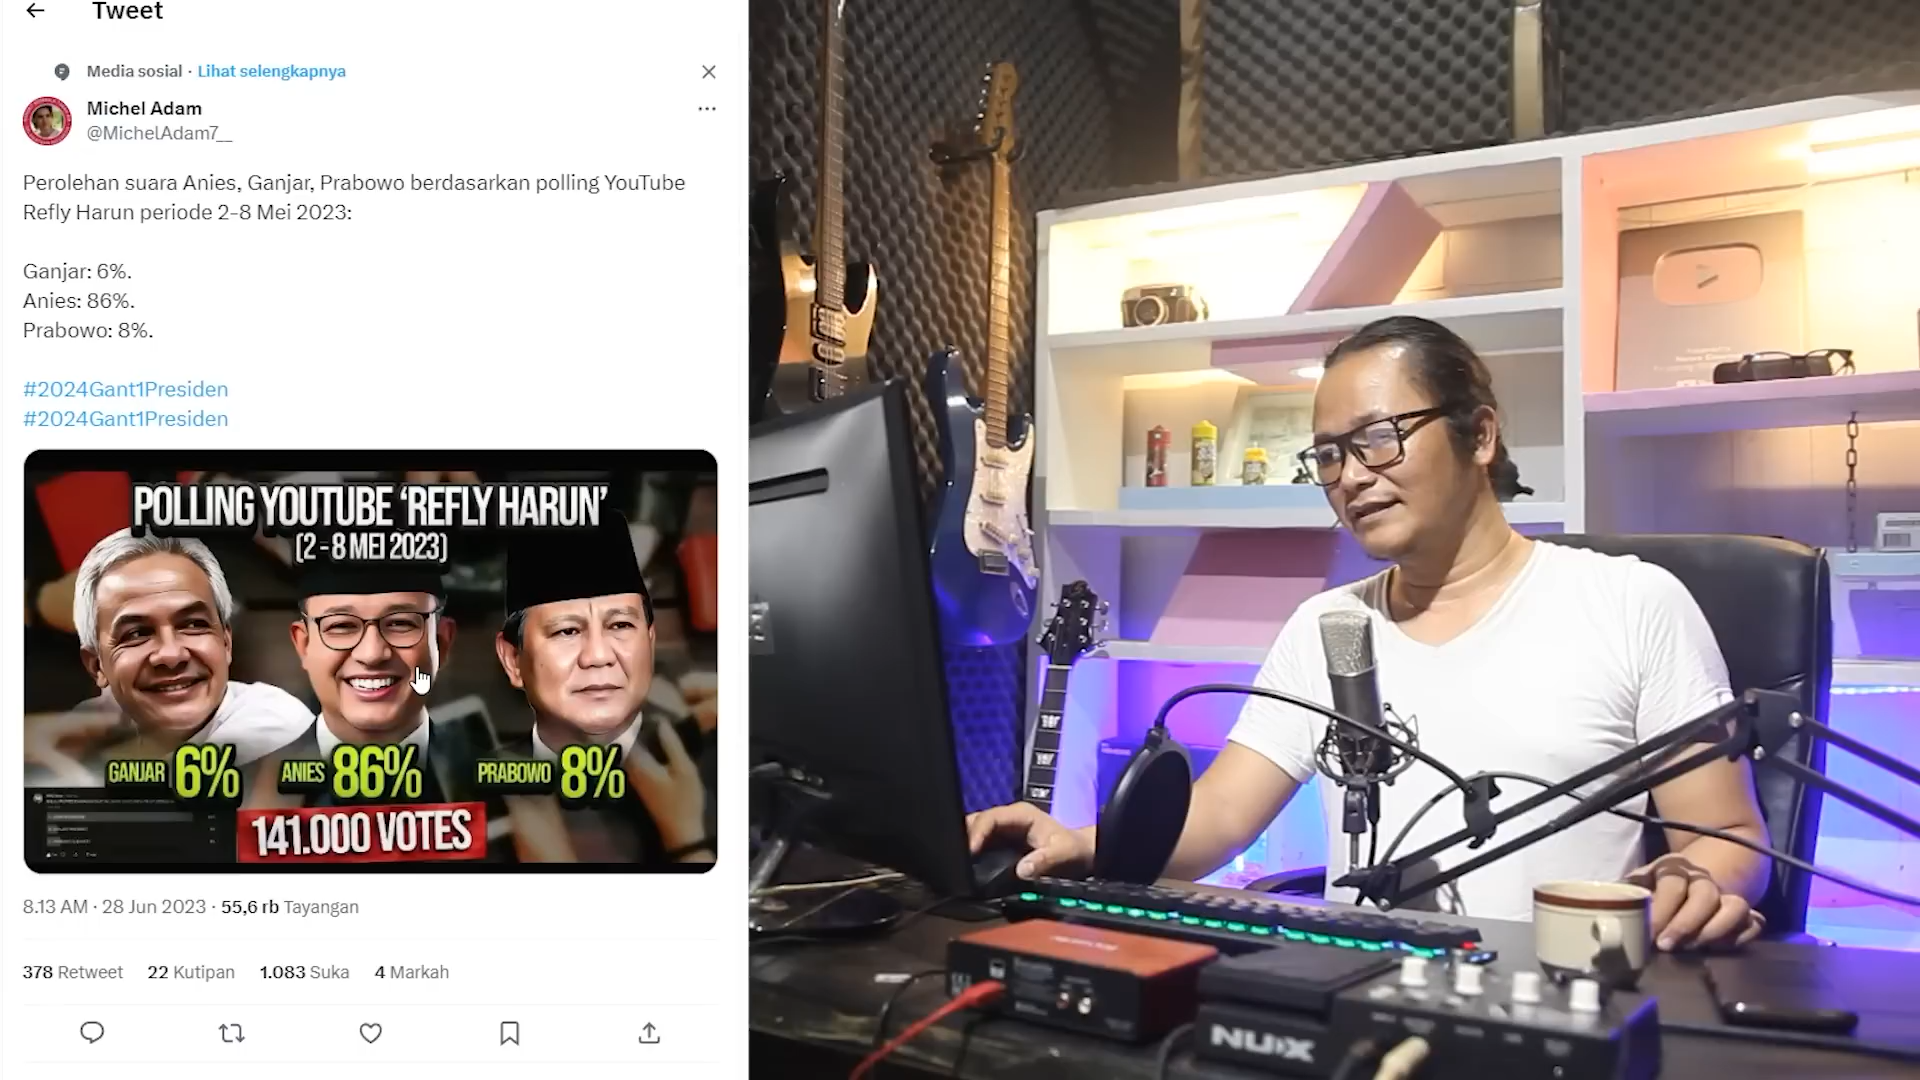 Tweet
Media sosial · Lihat selengkapnya
Michel Adam
@MichelAdam7__
Perolehan suara Anies, Ganjar, Prabowo berdasarkan polling YouTube
Refly Harun periode 2-8 Mei 2023:
Ganjar: 6%.
Anies: 86%.
Prabowo: 8%.
#2024Gant1Presiden
#2024Gant1Presiden
POLLING YOUTUBE 'REFLY HARUN'
(2 - 8 MEI 2023)
GANJAR 6% ANIES 86% PRABOWO 8%
141.000 VOTES
8.13 AM · 28 Jun 2023 · 55,6 rb Tayangan
378 Retweet 22 Kutipan 1.083 Suka 4 Markah
NUX